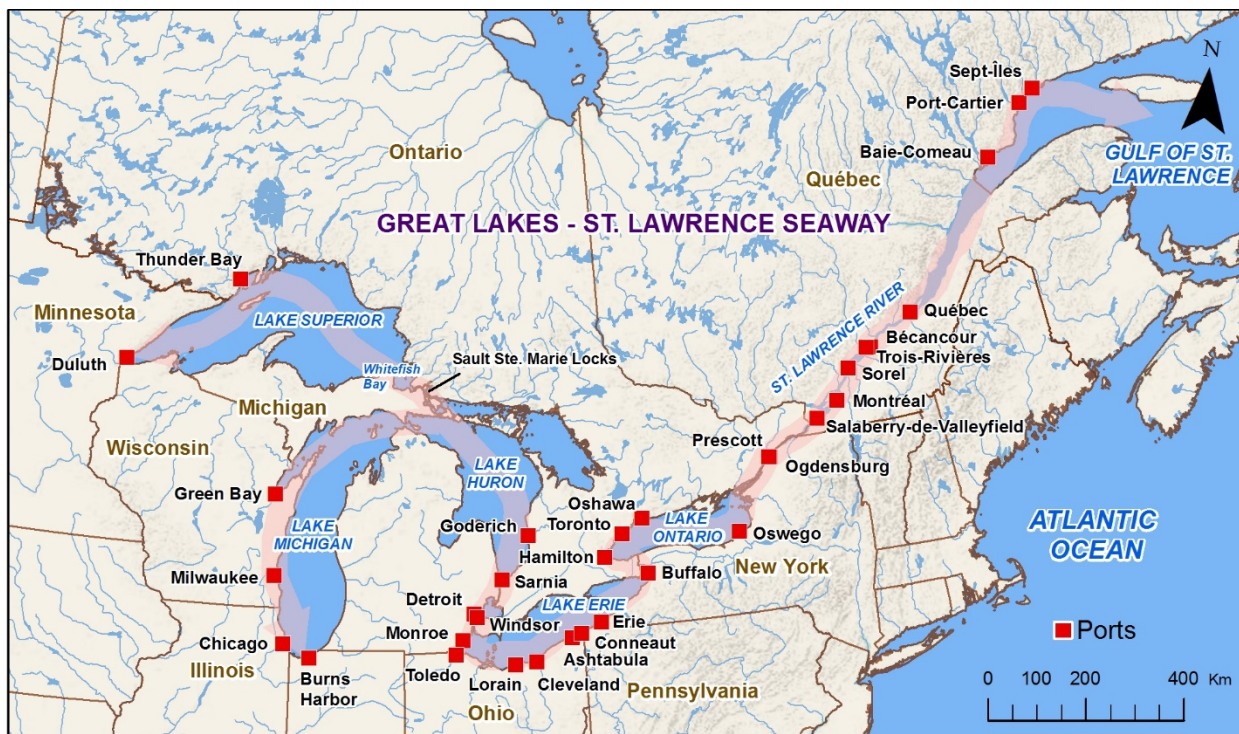 N
Sept-Îles
Port-Cartier
Baie-Comeau
GULF OF ST.
LAWRENCE
Ontario
Québec
GREAT LAKES - ST. LAWRENCE SEAWAY
Thunder Bay
Minnesota
LAKE SUPERIOR
Québec
ST. LAWRENCE RIVER
Bécancour
Trois-Rivières
Sorel
Duluth
Sault Ste. Marie Locks
Whitefish
Bay
Michigan
Montréal
Salaberry-de-Valleyfield
Wisconsin
Prescott
Ogdensburg
LAKE
HURON
Green Bay
Oshawa
Toronto
LAKE
ONTARIO
Goderich
LAKE
MICHIGAN
Oswego
ATLANTIC
OCEAN
Hamilton
New York
Milwaukee
Sarnia
Buffalo
Detroit
LAKE ERIE
Windsor
Erie
Monroe
Conneaut
Ports
Chicago
Ashtabula
Toledo
Illinois
Burns
Harbor
Lorain
Cleveland
Pennsylvania
Ohio
0 100 200 400 Km